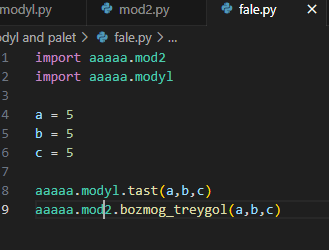 modyl.py mod2.py fale.py
odyl and palet > fale.py > ...
1 import aaaaa.mod2
2 import aaaaa.modyl
3
4 a = 5
5 b = 5
6 c = 5
7
8 aaaaa.modyl.tast(a,b,c)
9 aaaaa.mod2.bozmog_treygol(a,b,c)